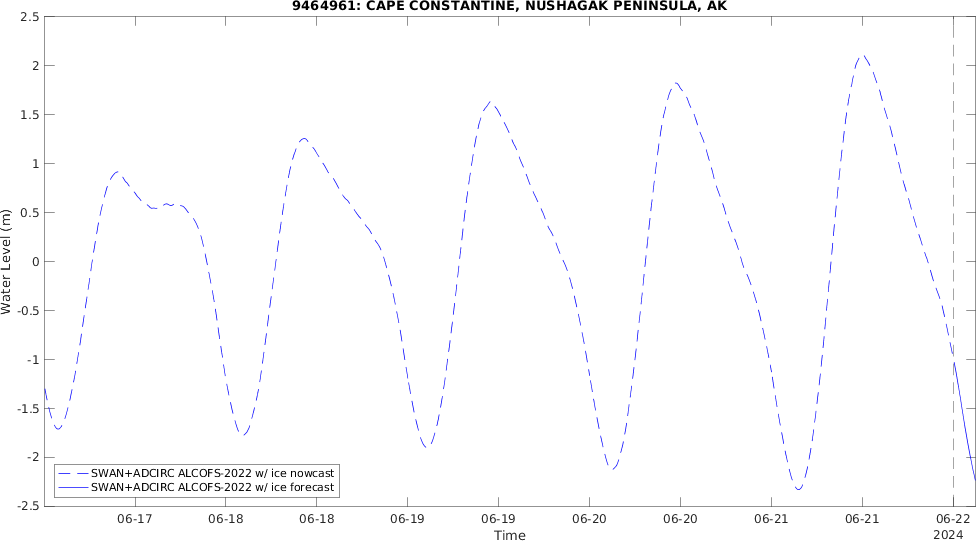 9464961: CAPE CONSTANTINE, NUSHAGAK PENINSULA, AK
2.5
2
1.5
1
0.5
0
-0.5
-1
-1.5
-2
-2.5
Water Level (m)
SWAN+ADCIRC ALCOFS-2022 w/ ice nowcast
SWAN+ADCIRC ALCOFS-2022 w/ ice forecast
06-17 06-18 06-18 06-19 06-19 06-20 06-20 06-21 06-21 06-22
2024
Time